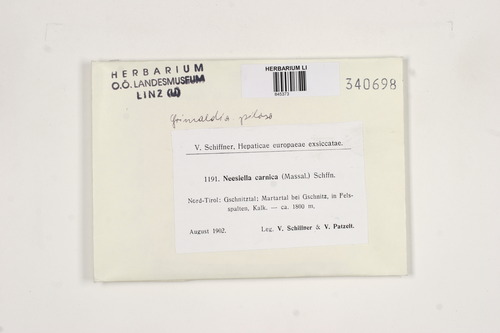 HERBARIUM
O.Ö. LANDESMUSEUM
LINZ (LI)
HERBARIUM LI
645373
340698
Grimaldia pilosa
V. Schiffner, Hepaticae europaeae exsiccatae.
1191. Neesiella carnica (Massal.) Schffn.
Nord-Tirol: Gschnitztal: Martartal bei Gschnitz, in Fels-
spalten, Kalk. — ca. 1800 m.
August 1902. Leg. V. Schiffner & V. Patzelt.